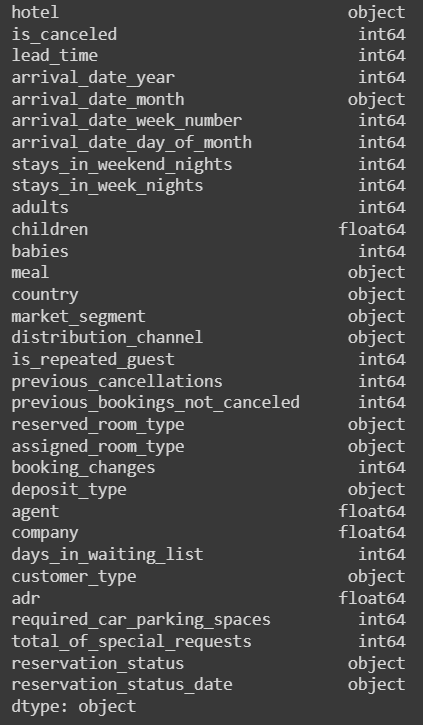 hotel object
is_canceled int64
lead_time int64
arrival_date_year int64
arrival_date_month object
arrival_date_week_number int64
arrival_date_day_of_month int64
stays_in_weekend_nights int64
stays_in_week_nights int64
adults int64
children float64
babies int64
meal object
country object
market_segment object
distribution_channel object
is_repeated_guest int64
previous_cancellations int64
previous_bookings_not_canceled int64
reserved_room_type object
assigned_room_type object
booking_changes int64
deposit_type object
agent float64
company float64
days_in_waiting_list int64
customer_type object
adr float64
required_car_parking_spaces int64
total_of_special_requests int64
reservation_status object
reservation_status_date object
dtype: object